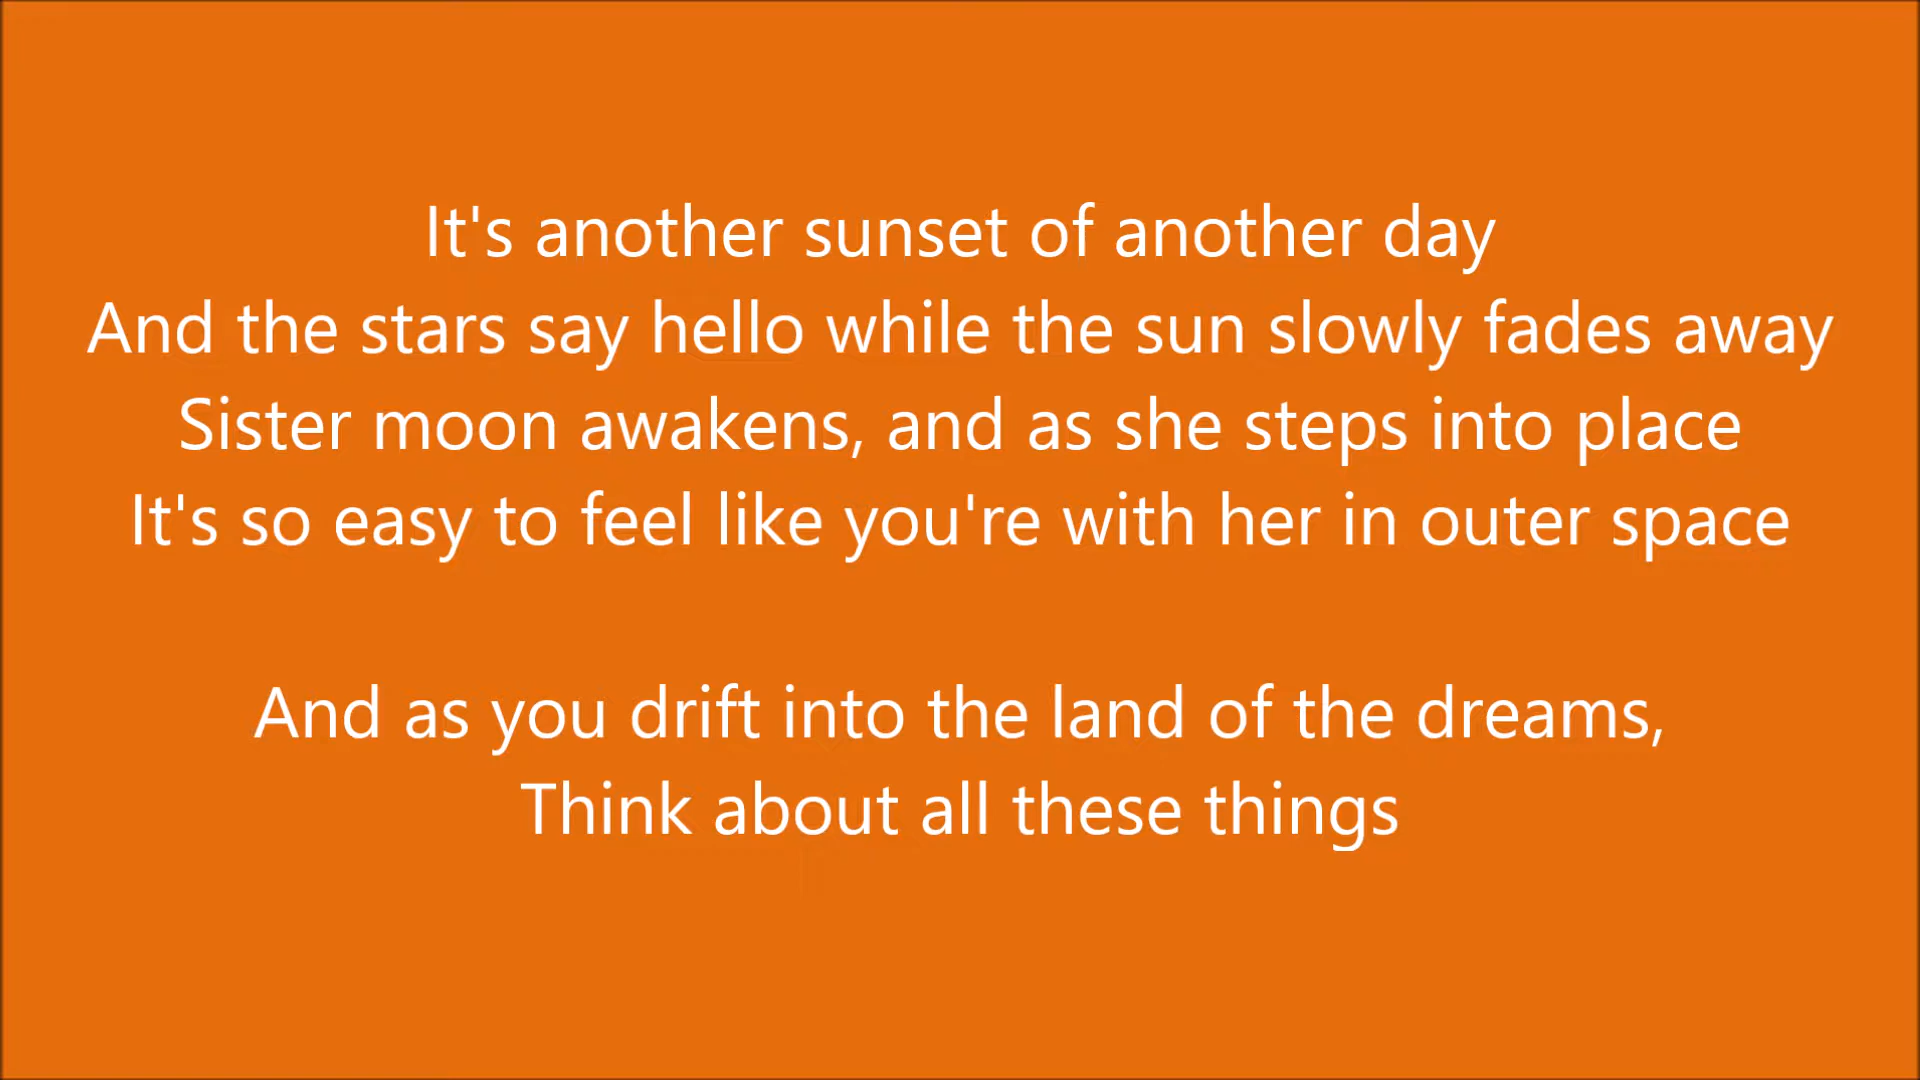 It's another sunset of another day
And the stars say hello while the sun slowly fades away
Sister moon awakens, and as she steps into place
It's so easy to feel like you're with her in outer space
And as you drift into the land of the dreams,
Think about all these things